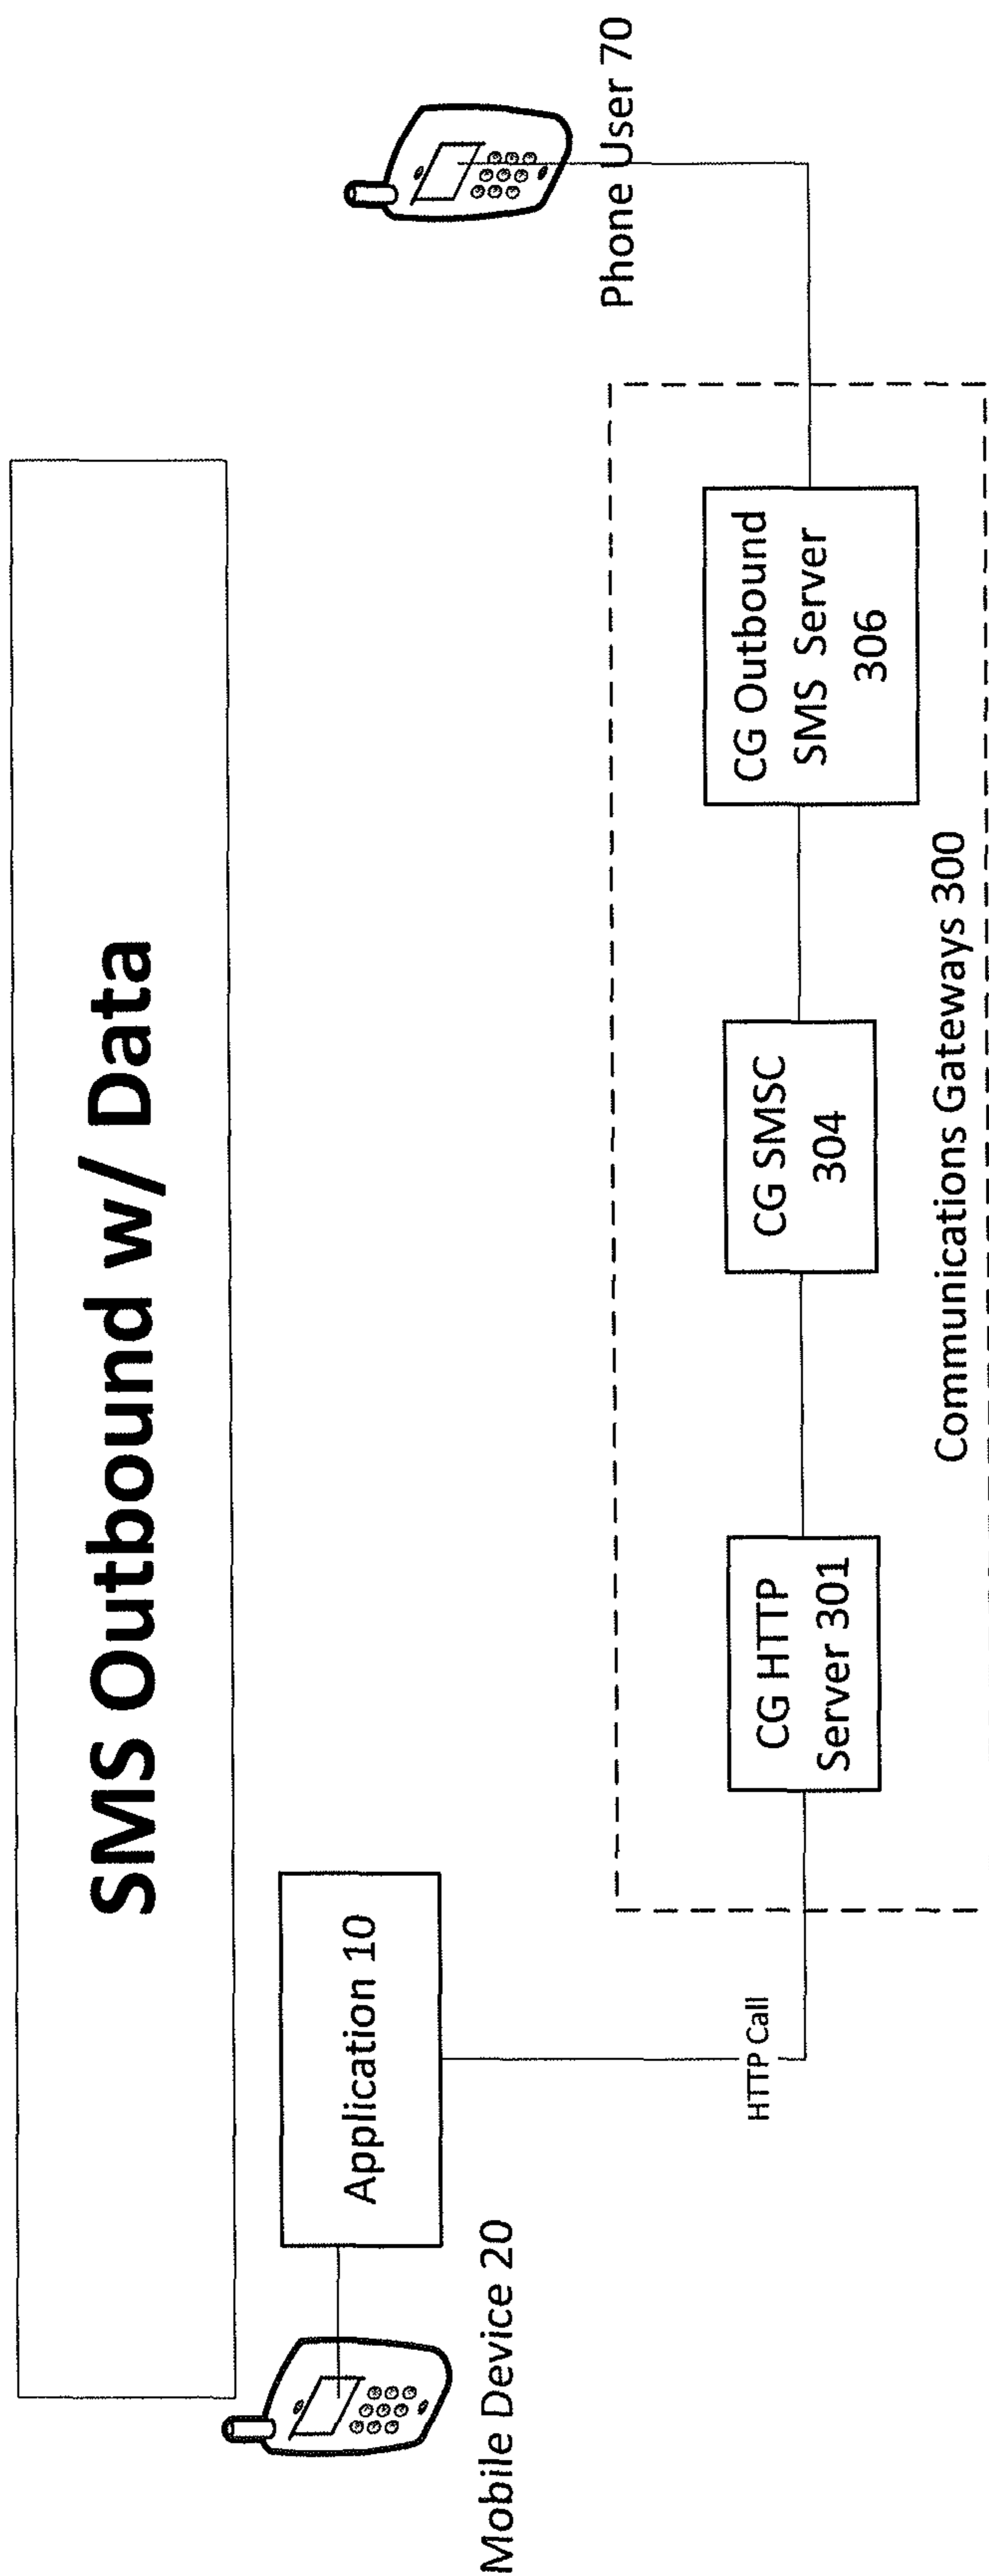 SMS Outbound w/ Data
Mobile Device 20
Application 10
HTTP Call
CG HTTP
Server 301
CG SMSC
304
CG Outbound
SMS Server
306
Communications Gateways 300
Phone User 70